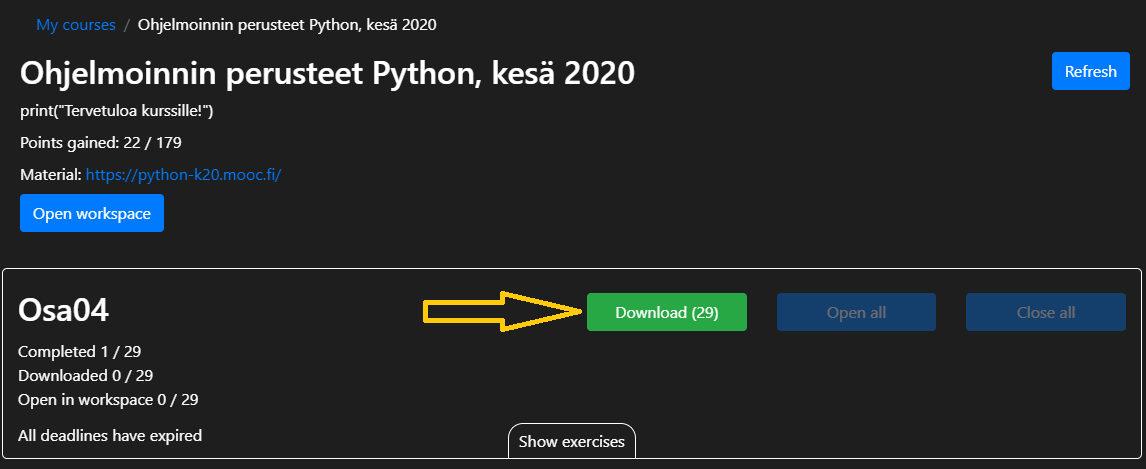 My courses / Ohjelmoinnin perusteet Python, kesä 2020
Ohjelmoinnin perusteet Python, kesä 2020
Refresh
print("Tervetuloa kurssille!")
Points gained: 22 / 179
Material: https://python-k20.mooc.fi/
Open workspace
Osa04
Download (29)
Open all
Close all
Completed 1 / 29
Downloaded 0 / 29
Open in workspace 0 / 29
All deadlines have expired
Show exercises